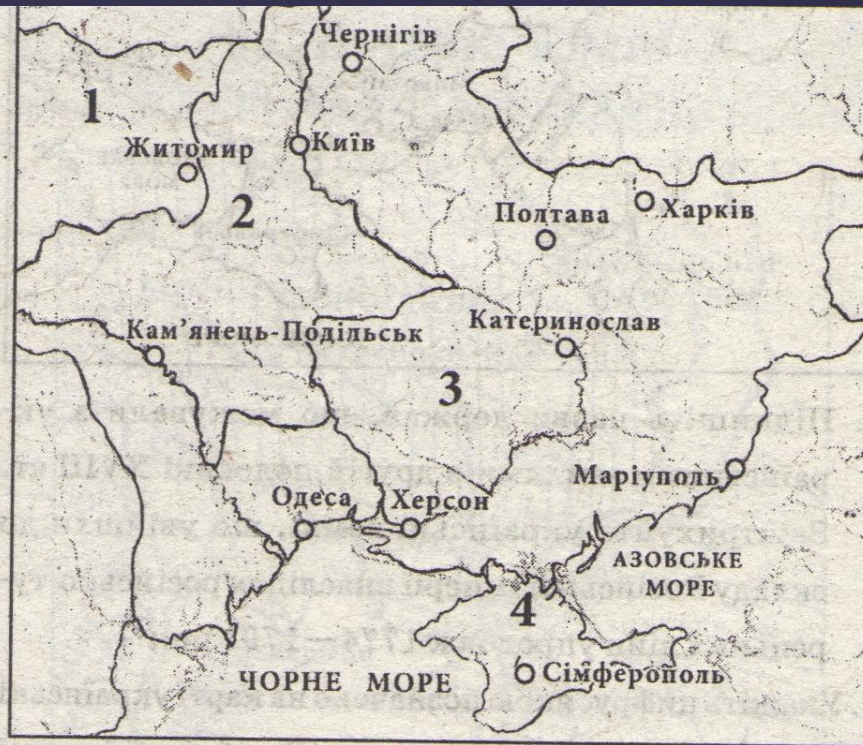 Чернігів
1
Житомир
Київ
2
Полтава
Харків
Кам’янець-Подільськ
Катеринослав
3
Маріуполь
Одеса
Херсон
АЗОВСЬКЕ
МОРЕ
4
ЧОРНЕ МОРЕ
Сімферополь